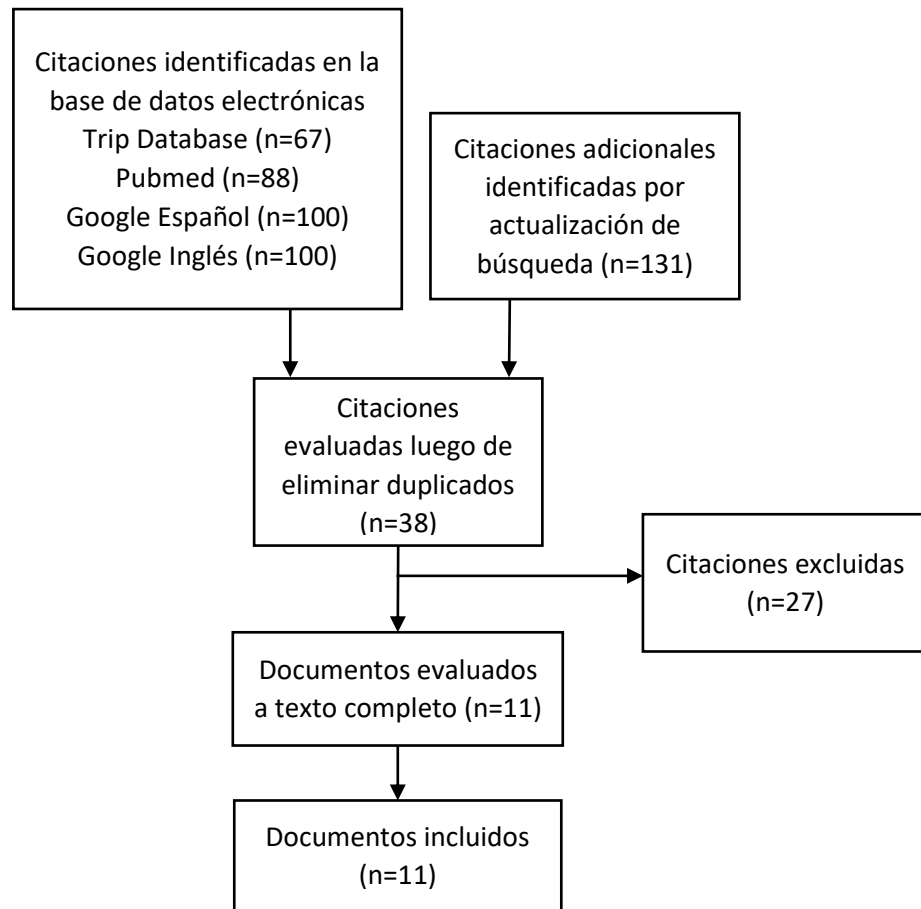 Citaciones identificadas en la
base de datos electrónicas
Trip Database (n=67)
Pubmed (n=88)
Google Español (n=100)
Google Inglés (n=100)
Citaciones adicionales
identificadas por
actualización de
búsqueda (n=131)
Citaciones
evaluadas luego de
eliminar duplicados
(n=38)
Citaciones excluidas
(n=27)
Documentos evaluados
a texto completo (n=11)
Documentos incluidos
(n=11)